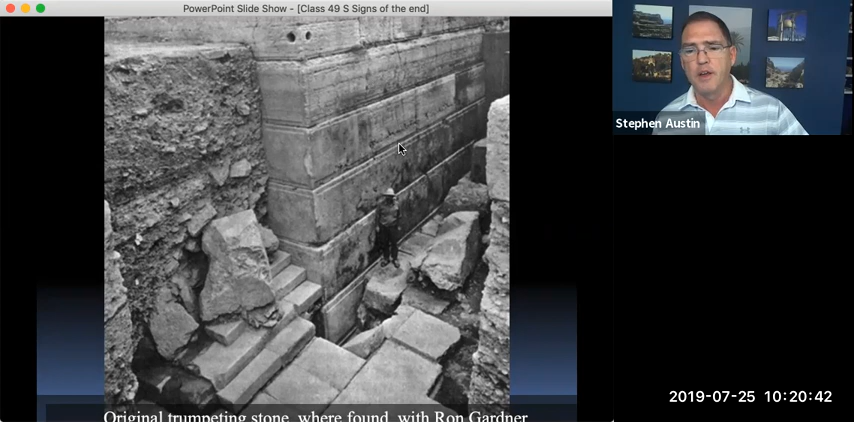 PowerPoint Slide Show - [Class 49 S Signs of the end]
Stephen Austin
Original trumpeting stone, where found, with Ron Gardner
2019-07-25 10:20:42